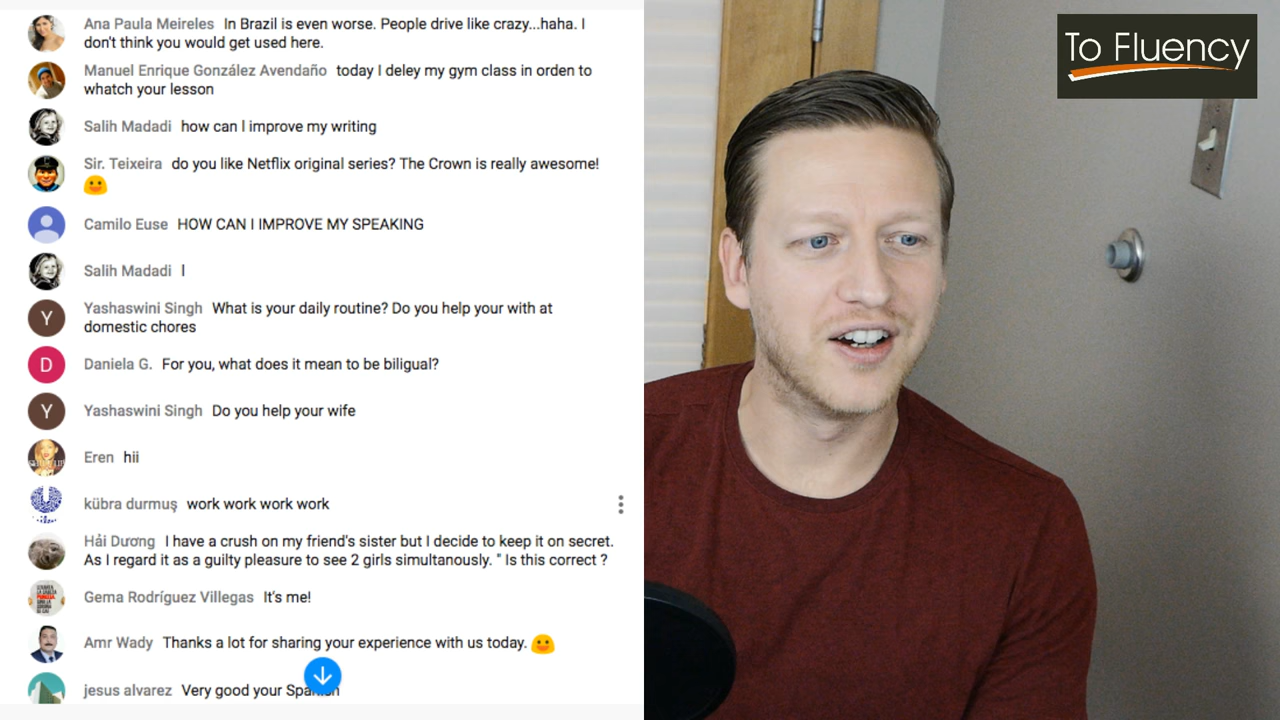 Ana Paula Meireles In Brazil is even worse. People drive like crazy...haha. I
don't think you would get used here.
Manuel Enrique González Avendaño today I deley my gym class in orden to
whatch your lesson
Salih Madadi how can l improve my writing
Sir. Teixeira do you like Netflix original series? The Crown is really awesome!
Camilo Euse HOW CAN I IMPROVE MY SPEAKING
Salih Madadi l
Y Yashaswini Singh What is your daily routine? Do you help your with at
domestic chores
D Daniela G. For you, what does it mean to be biligual?
Y Yashaswini Singh Do you help your wife
Eren hii
kübra durmuş work work work work
Hải Dương I have a crush on my friend's sister but I decide to keep it on secret.
As I regard it as a guilty pleasure to see 2 girls simultanously. " Is this correct ?
Gema Rodríguez Villegas It's me!
Amr Wady Thanks a lot for sharing your experience with us today.
jesus alvarez Very good your Spanish
To Fluency